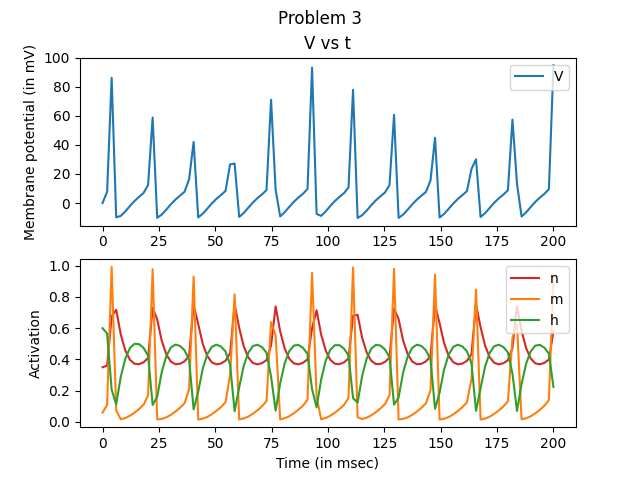 Problem 3
V vs t
Membrane potential (in mV)
100
80
60
40
20
0
V
0 25 50 75 100 125 150 175 200
Activation
1.0
0.8
0.6
0.4
0.2
0.0
n
m
h
0 25 50 75 100 125 150 175 200
Time (in msec)